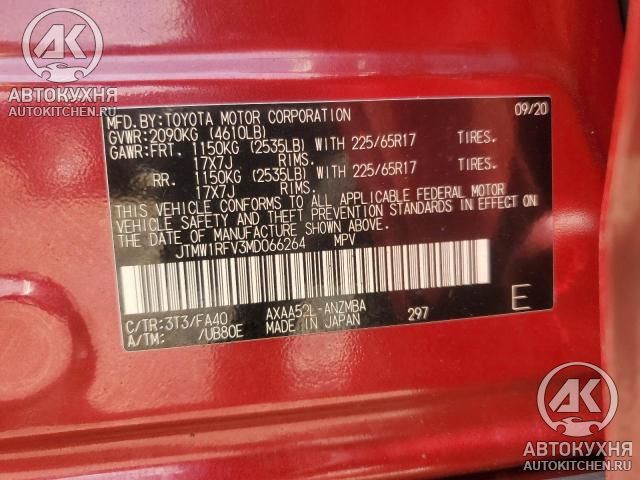 АК
АВТОКУХНЯ
AUTOKITCHEN.RU
MFD.BY:TOYOTA MOTOR CORPORATION 09/20
GVWR:2090KG (4610LB)
GAWR:FRT. 1150KG (2535LB) WITH 225/65R17 TIRES.
17X7J RIMS.
RR. 1150KG (2535LB) WITH 225/65R17 TIRES.
17X7J RIMS.
THIS VEHICLE CONFORMS TO ALL APPLICABLE FEDERAL MOTOR
VEHICLE SAFETY AND THEFT PREVENTION STANDARDS IN EFFECT ON
THE DATE OF MANUFACTURE SHOWN ABOVE.
JTMW1RFV3MD066264 MPV
C/TR:3T3/FA40 AXAA52L-ANZMBA 297 E
A/TM: /UB80E MADE IN JAPAN
АК
АВТОКУХНЯ
AUTOKITCHEN.RU